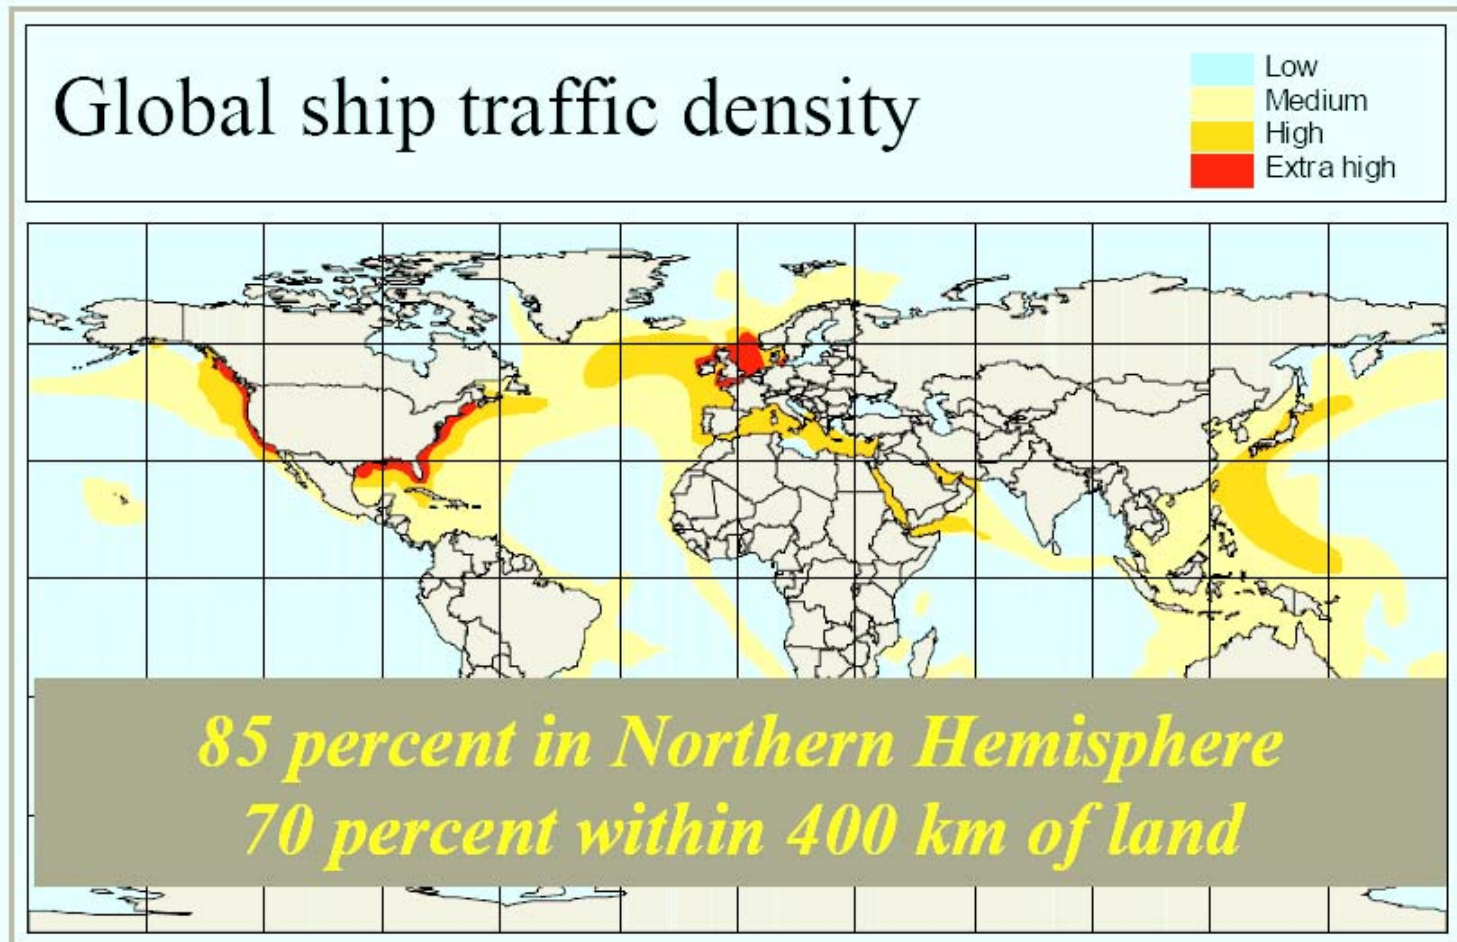 Global ship traffic density
Low
Medium
High
Extra high
85 percent in Northern Hemisphere
70 percent within 400 km of land